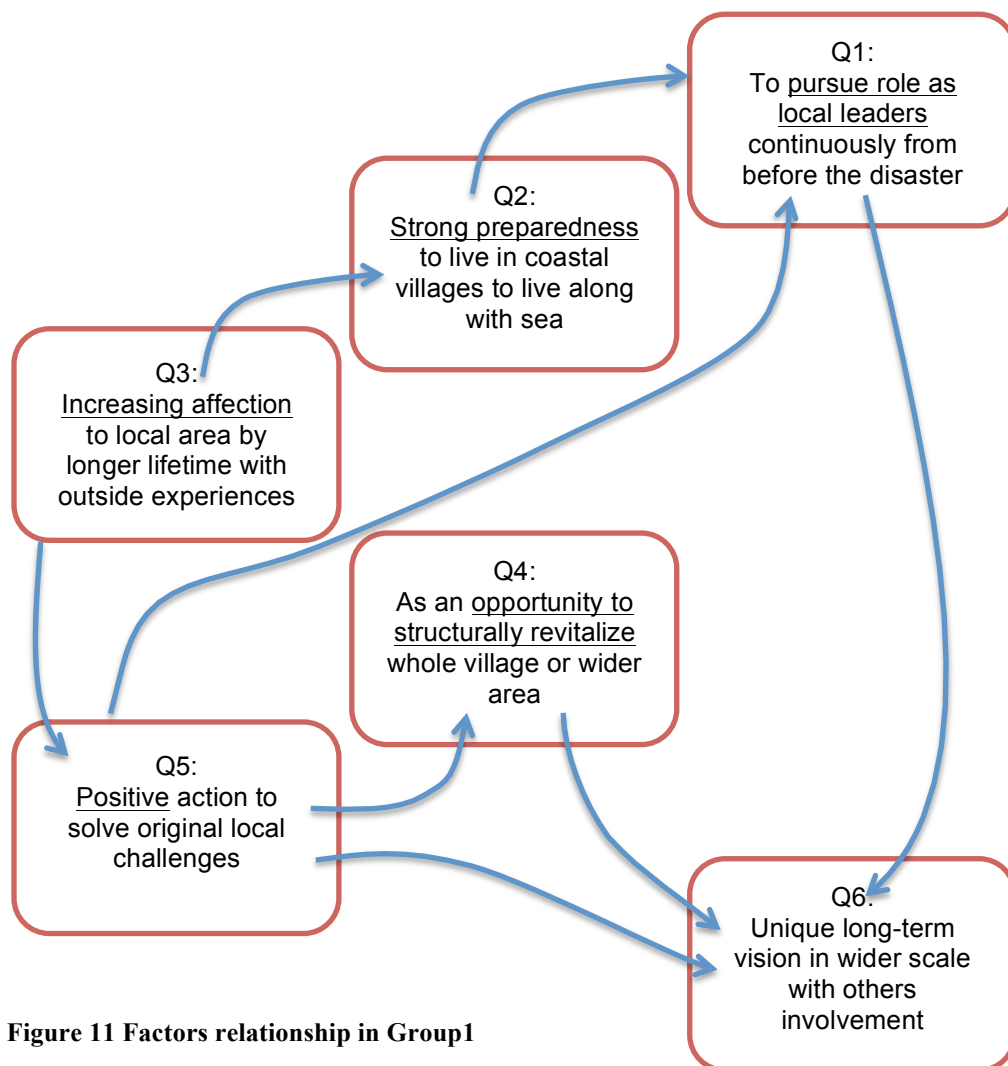 Q1:
To pursue role as
local leaders
continuously from
before the disaster
Q2:
Strong preparedness
to live in coastal
villages to live along
with sea
Q3:
Increasing affection
to local area by
longer lifetime with
outside experiences
Q4:
As an opportunity to
structurally revitalize
whole village or wider
area
Q5:
Positive action to
solve original local
challenges
Q6:
Unique long-term
vision in wider scale
with others
involvement
Figure 11 Factors relationship in Group1